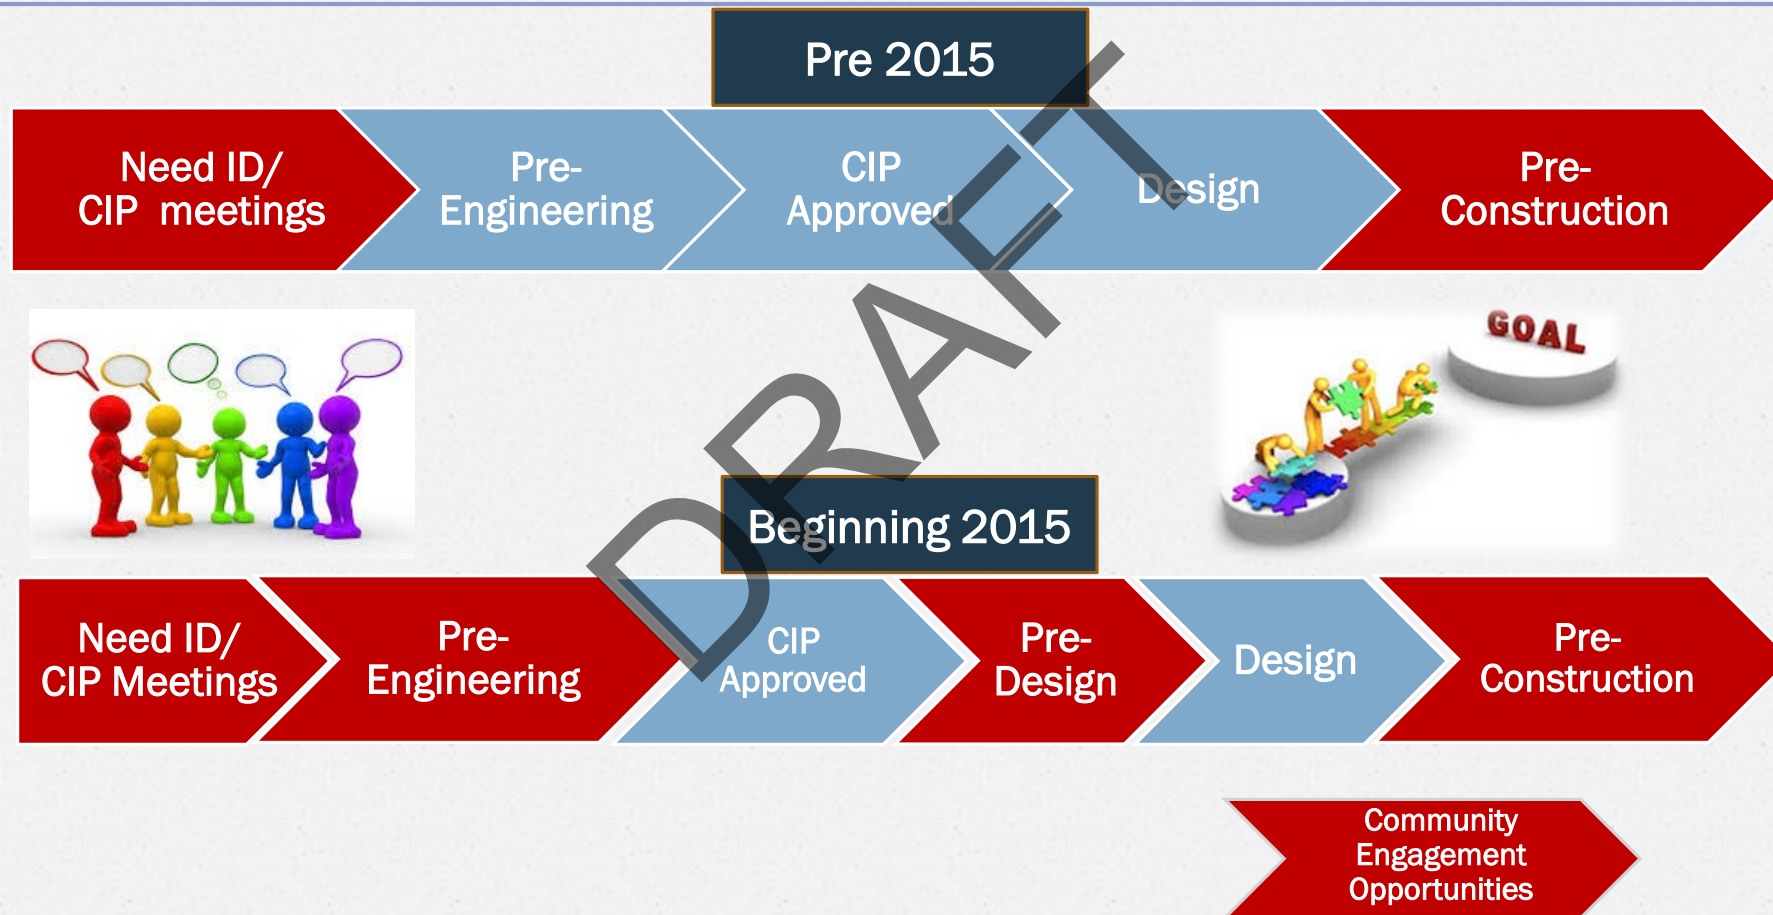 Pre 2015
Need ID/
CIP meetings
Pre-
Engineering
CIP
Approved
Design
Pre-
Construction
GOAL
DRAFT
Beginning 2015
Need ID/
CIP Meetings
Pre-
Engineering
CIP
Approved
Pre-
Design
Design
Pre-
Construction
Community
Engagement
Opportunities